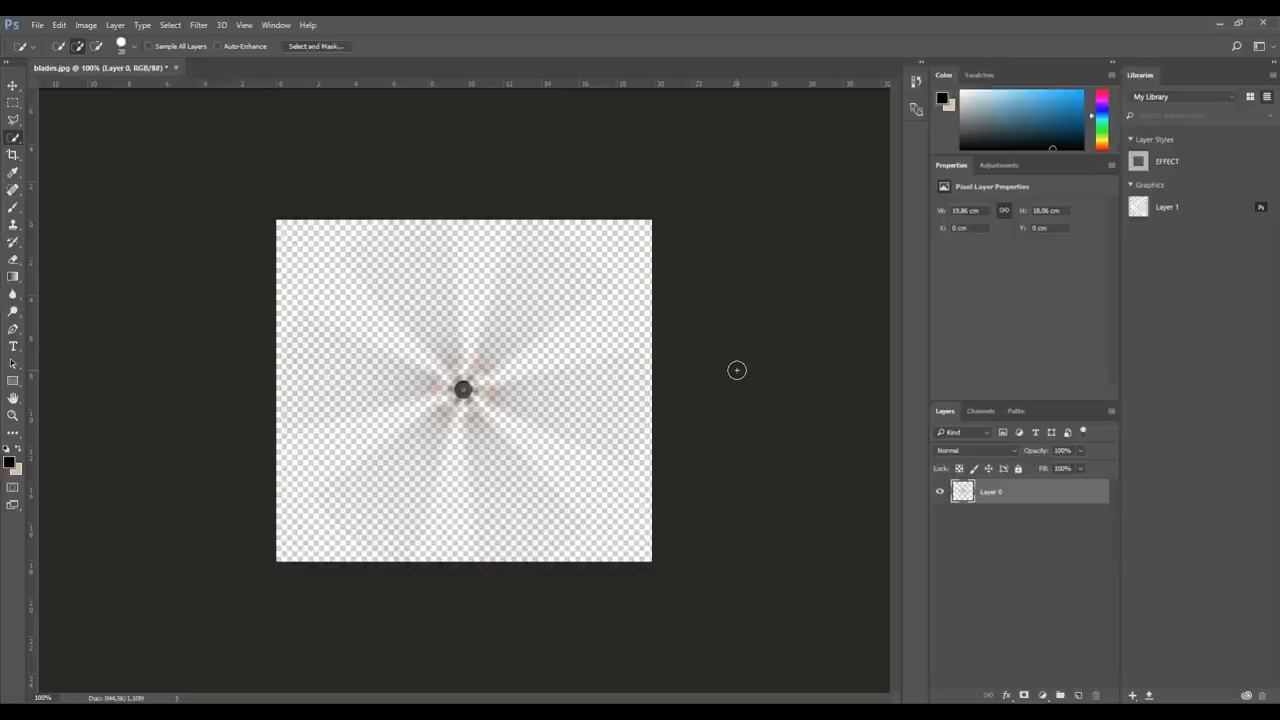 Ps File Edit Image Layer Type Select Filter 3D View Window Help
Sample All Layers Auto-Enhance Select and Mask...
blades.jpg @ 100% (Layer 0, RGB/8#) * ×
Color Swatches
Libraries
My Library
Layer Styles
EFFECT
Graphics
Layer 1 Ps
Properties Adjustments
Pixel Layer Properties
W: 19.86 cm H: 18.06 cm
X: 0 cm Y: 0 cm
Layers Channels Paths
Kind
Normal Opacity: 100%
Lock: Fill: 100%
Layer 0
100% Doc: 844.5K/1.10M